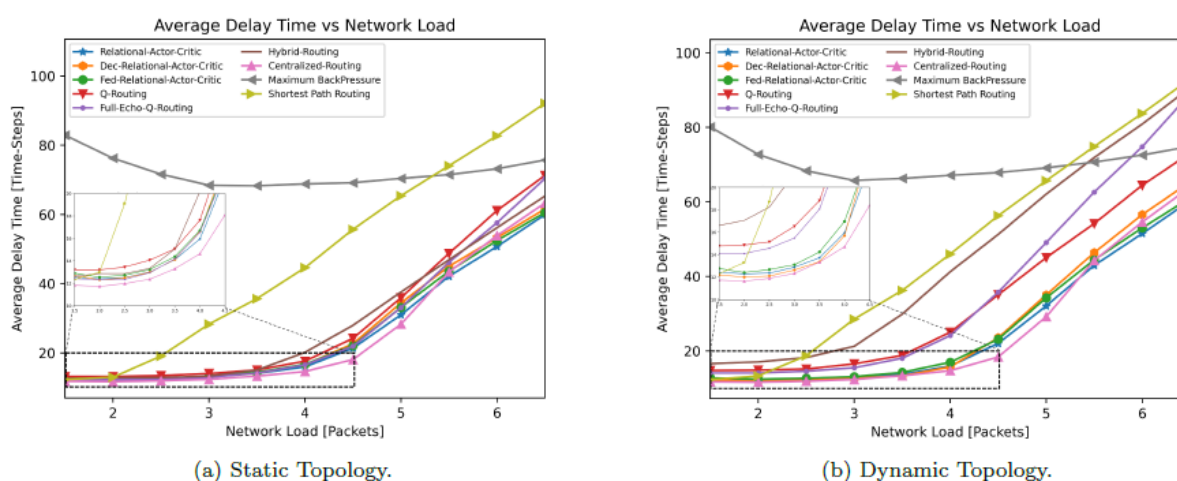 Average Delay Time vs Network Load
Relational-Actor-Critic
Dec-Relational-Actor-Critic
Fed-Relational-Actor-Critic
Q-Routing
Full-Echo-Q-Routing
Hybrid-Routing
Centralized-Routing
Maximum BackPressure
Shortest Path Routing
Average Delay Time [Time-Steps]
100
80
60
40
20
2 3 4 5 6
Network Load [Packets]
(a) Static Topology.
Average Delay Time vs Network Load
Relational-Actor-Critic
Dec-Relational-Actor-Critic
Fed-Relational-Actor-Critic
Q-Routing
Full-Echo-Q-Routing
Hybrid-Routing
Centralized-Routing
Maximum BackPressure
Shortest Path Routing
Average Delay Time [Time-Steps]
100
80
60
40
20
2 3 4 5 6
Network Load [Packets]
(b) Dynamic Topology.